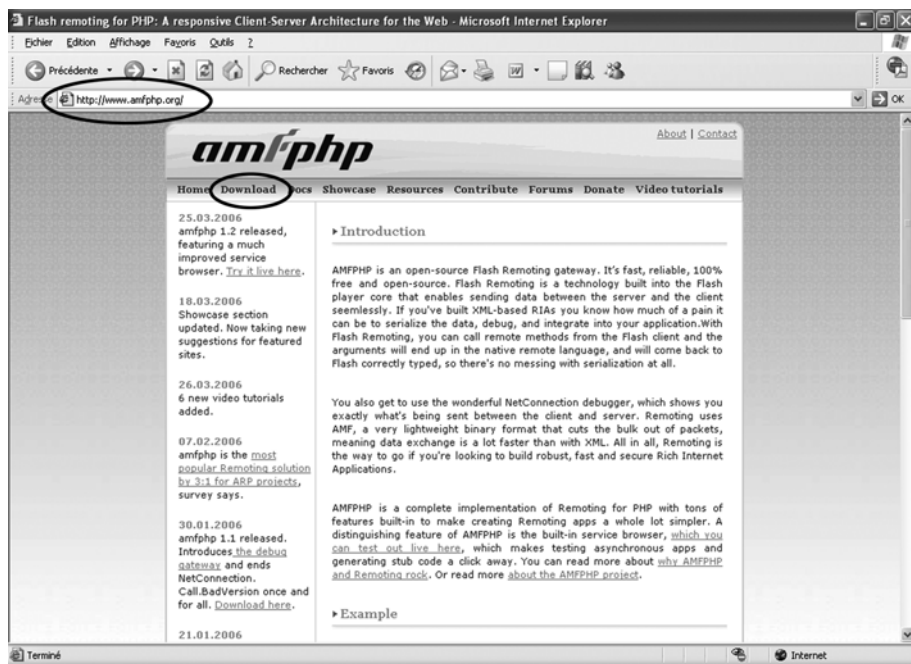 Flash remoting for PHP: A responsive Client-Server Architecture for the Web - Microsoft Internet Explorer
Eichier Edition Affichage Favoris Outils ?
Précédente Rechercher Favoris
Adresse http://www.amfphp.org/ OK
amfphp
About | Contact
Home Download Docs Showcase Resources Contribute Forums Donate Video tutorials
25.03.2006
amfphp 1.2 released,
featuring a much
improved service
browser. Try it live here.
18.03.2006
Showcase section
updated. Now taking new
suggestions for featured
sites.
26.03.2006
6 new video tutorials
added.
07.02.2006
amfphp is the most
popular Remoting solution
by 3:1 for ARP projects,
survey says.
30.01.2006
amfphp 1.1 released.
Introduces the debug
gateway and ends
NetConnection.
Call.BadVersion once and
for all. Download here.
21.01.2006
Introduction
AMFPHP is an open-source Flash Remoting gateway. It's fast, reliable, 100%
free and open-source. Flash Remoting is a technology built into the Flash
player core that enables sending data between the server and the client
seemlessly. If you've built XML-based RIAs you know how much of a pain it
can be to serialize the data, debug, and integrate into your application.With
Flash Remoting, you can call remote methods from the Flash client and the
arguments will end up in the native remote language, and will come back to
Flash correctly typed, so there's no messing with serialization at all.
You also get to use the wonderful NetConnection debugger, which shows you
exactly what's being sent between the client and server. Remoting uses
AMF, a very lightweight binary format that cuts the bulk out of packets,
meaning data exchange is a lot faster than with XML. All in all, Remoting is
the way to go if you're looking to build robust, fast and secure Rich Internet
Applications.
AMFPHP is a complete implementation of Remoting for PHP with tons of
features built-in to make creating Remoting apps a whole lot simpler. A
distinguishing feature of AMFPHP is the built-in service browser, which you
can test out live here, which makes testing asynchronous apps and
generating stub code a click away. You can read more about why AMFPHP
and Remoting rock. Or read more about the AMFPHP project.
Example
Terminé Internet